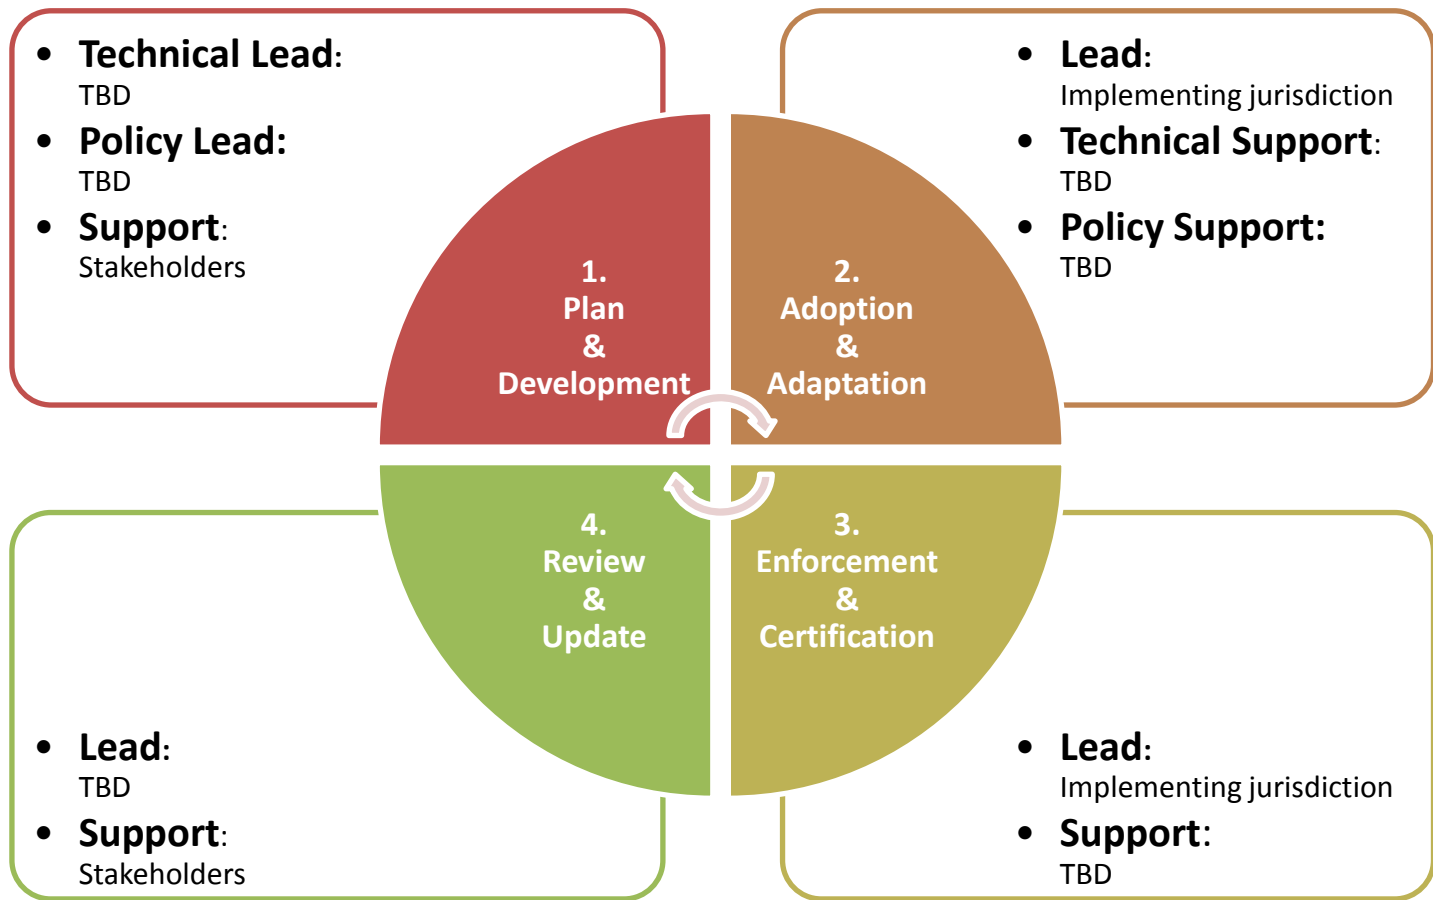 • Technical Lead:
TBD
• Policy Lead:
TBD
• Support:
Stakeholders
• Lead:
Implementing jurisdiction
• Technical Support:
TBD
• Policy Support:
TBD
1.
Plan
&
Development
2.
Adoption
&
Adaptation
4.
Review
&
Update
3.
Enforcement
&
Certification
• Lead:
TBD
• Support:
Stakeholders
• Lead:
Implementing jurisdiction
• Support:
TBD